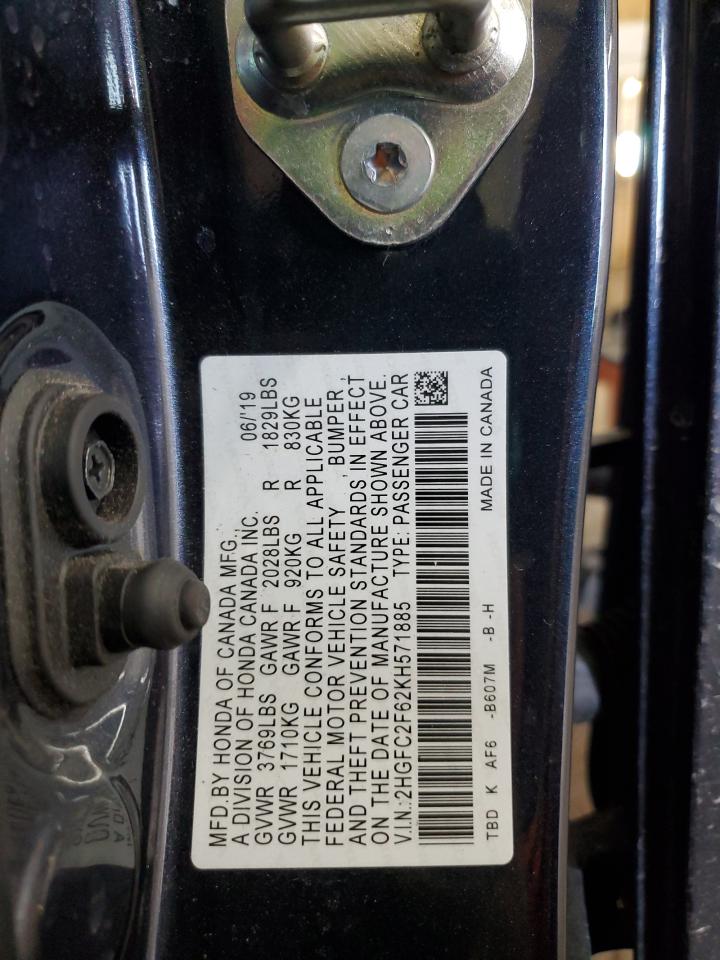 MFD.BY HONDA OF CANADA MFG.,
A DIVISION OF HONDA CANADA INC. 06/'19
GVWR 3769LBS GAWR F 2028LBS R 1829LBS
GVWR 1710KG GAWR F 920KG R 830KG
THIS VEHICLE CONFORMS TO ALL APPLICABLE
FEDERAL MOTOR VEHICLE SAFETY , BUMPER ,
AND THEFT PREVENTION STANDARDS IN EFFECT
ON THE DATE OF MANUFACTURE SHOWN ABOVE.
V.I.N.:2HGFC2F62KH571885 TYPE: PASSENGER CAR
TBD K AF6 -B607M -B -H MADE IN CANADA